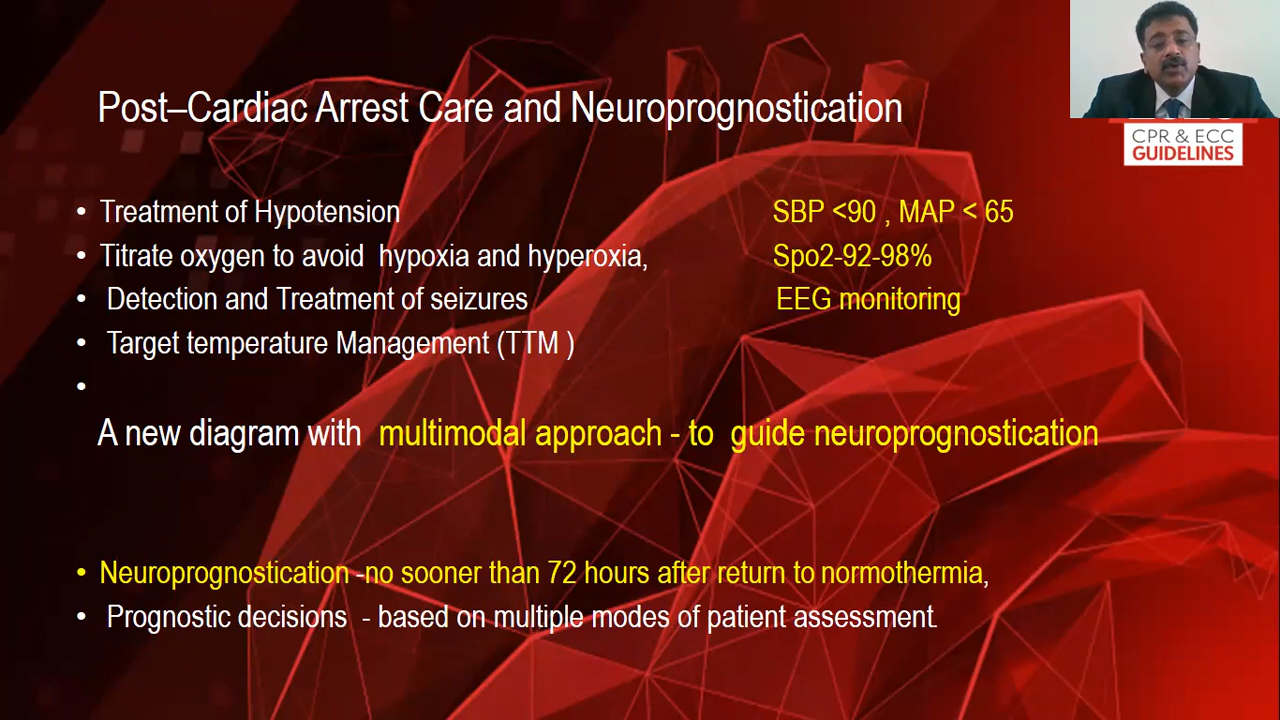 Post–Cardiac Arrest Care and Neuroprognostication
CPR & ECC
GUIDELINES
• Treatment of Hypotension SBP <90 , MAP < 65
• Titrate oxygen to avoid hypoxia and hyperoxia, Spo2-92-98%
• Detection and Treatment of seizures EEG monitoring
• Target temperature Management (TTM )
•
A new diagram with multimodal approach - to guide neuroprognostication
• Neuroprognostication -no sooner than 72 hours after return to normothermia,
• Prognostic decisions - based on multiple modes of patient assessment.